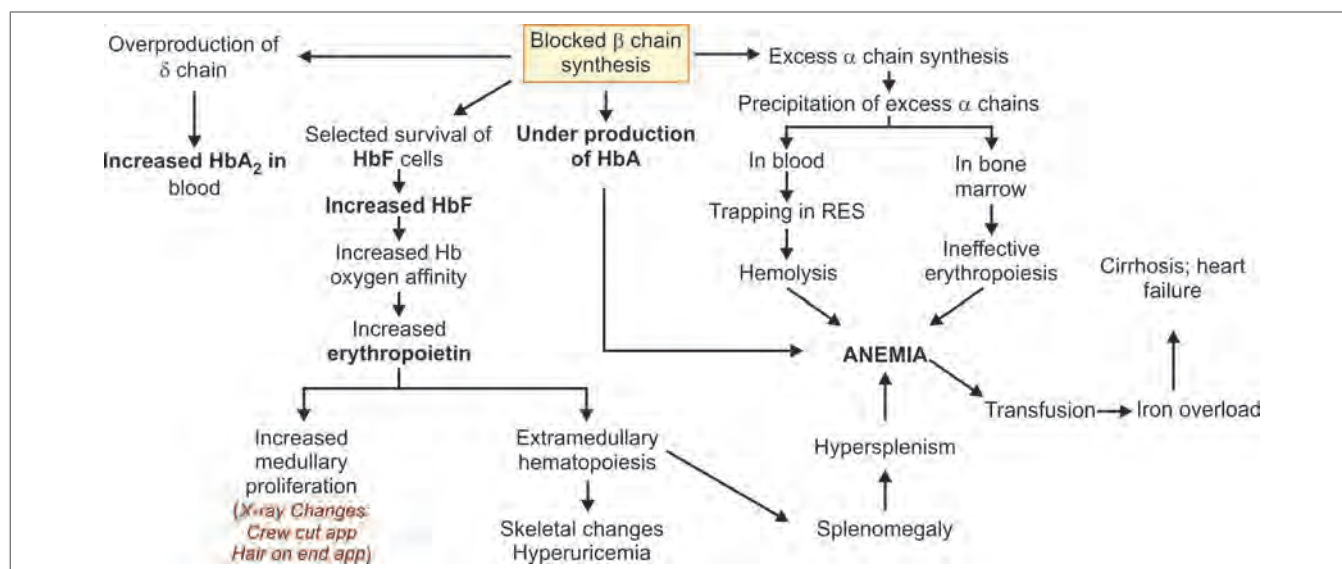 Overproduction of
δ chain
Blocked β chain
synthesis
Excess α chain synthesis
Precipitation of excess α chains
Selected survival of
HbF cells
Under production
of HbA
Increased HbA₂ in
blood
In blood
In bone
marrow
Increased HbF
Trapping in RES
Increased Hb
oxygen affinity
Hemolysis
Ineffective
erythropoiesis
Cirrhosis; heart
failure
Increased
erythropoietin
ANEMIA
Transfusion
Iron overload
Increased
medullary
proliferation
(X-ray Changes
Crew cut app
Hair on end app)
Extramedullary
hematopoiesis
Hypersplenism
Skeletal changes
Hyperuricemia
Splenomegaly